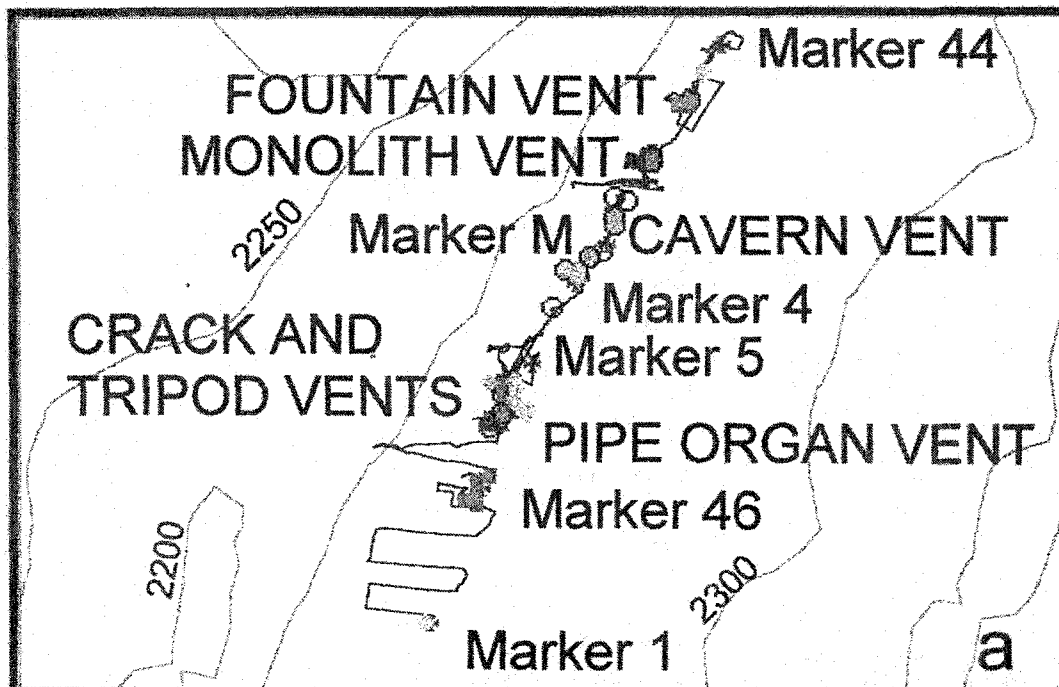 Marker 44
FOUNTAIN VENT
MONOLITH VENT
2250
Marker M
CAVERN VENT
Marker 4
CRACK AND
TRIPOD VENTS
Marker 5
PIPE ORGAN VENT
Marker 46
2200
2300
Marker 1
a